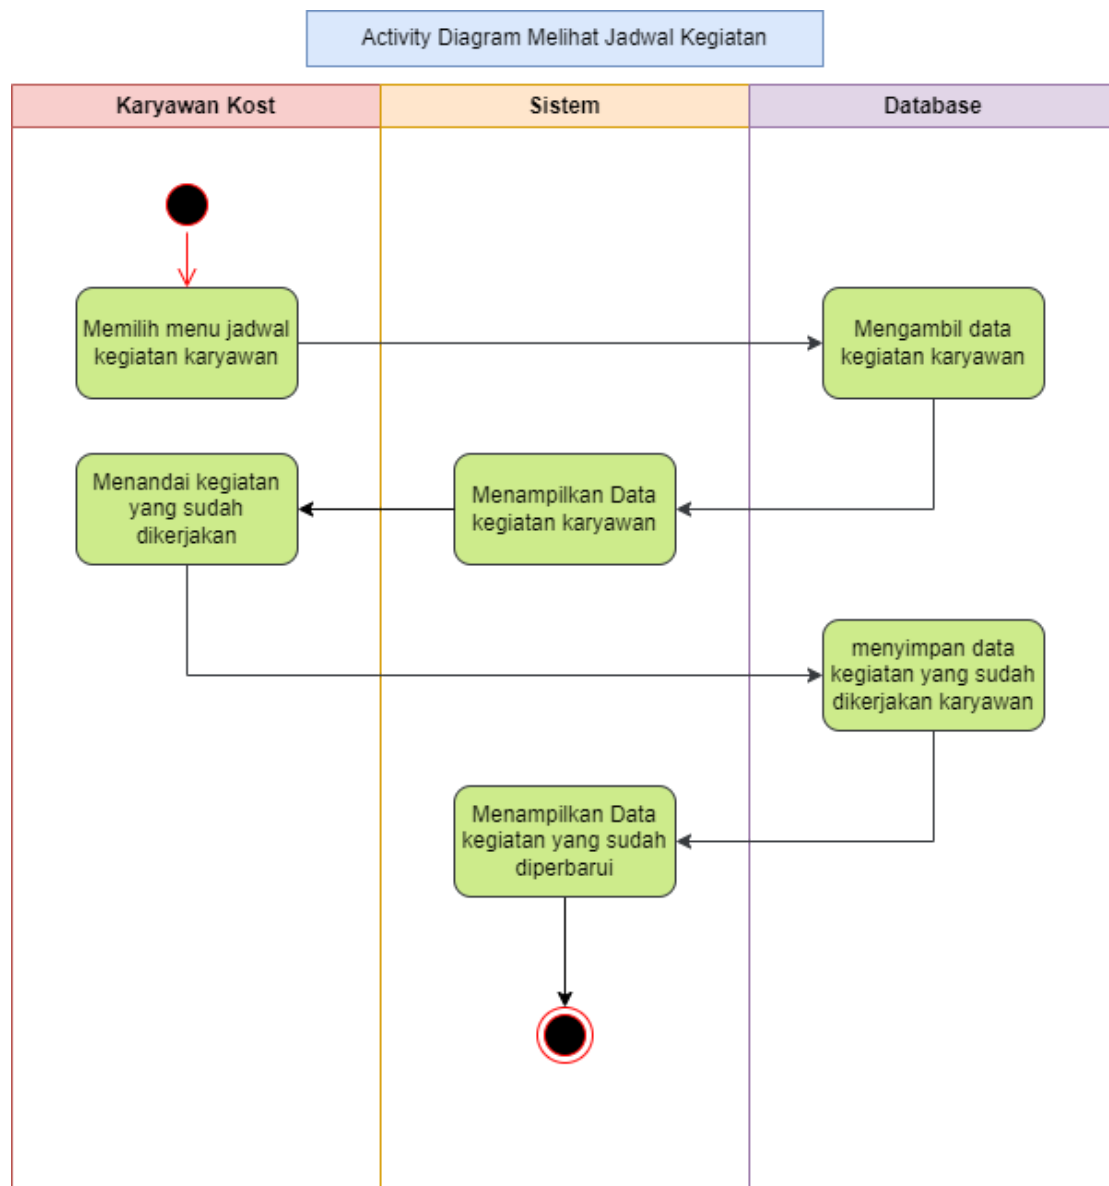 Activity Diagram Melihat Jadwal Kegiatan
Karyawan Kost
Sistem
Database
Memilih menu jadwal
kegiatan karyawan
Mengambil data
kegiatan karyawan
Menandai kegiatan
yang sudah
dikerjakan
Menampilkan Data
kegiatan karyawan
menyimpan data
kegiatan yang sudah
dikerjakan karyawan
Menampilkan Data
kegiatan yang sudah
diperbarui